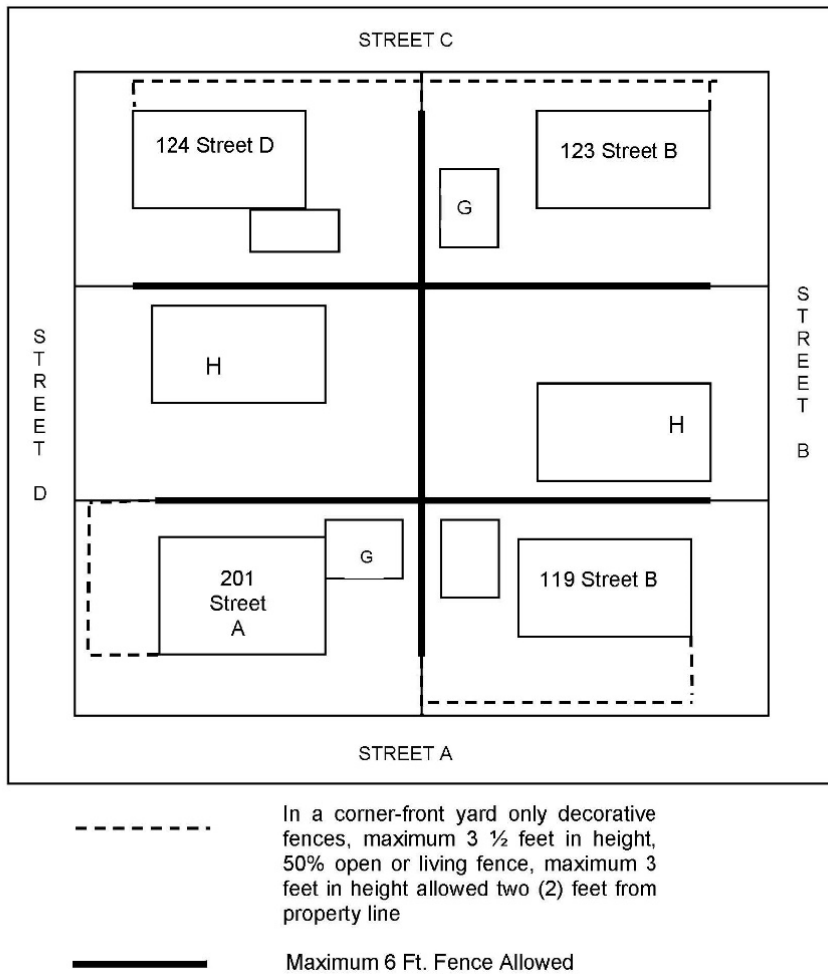 STREET C
124 Street D
123 Street B
G
STREET D
H
STREET B
H
201
Street
A
G
119 Street B
STREET A
In a corner-front yard only decorative
fences, maximum 3 ½ feet in height,
50% open or living fence, maximum 3
feet in height allowed two (2) feet from
property line
Maximum 6 Ft. Fence Allowed